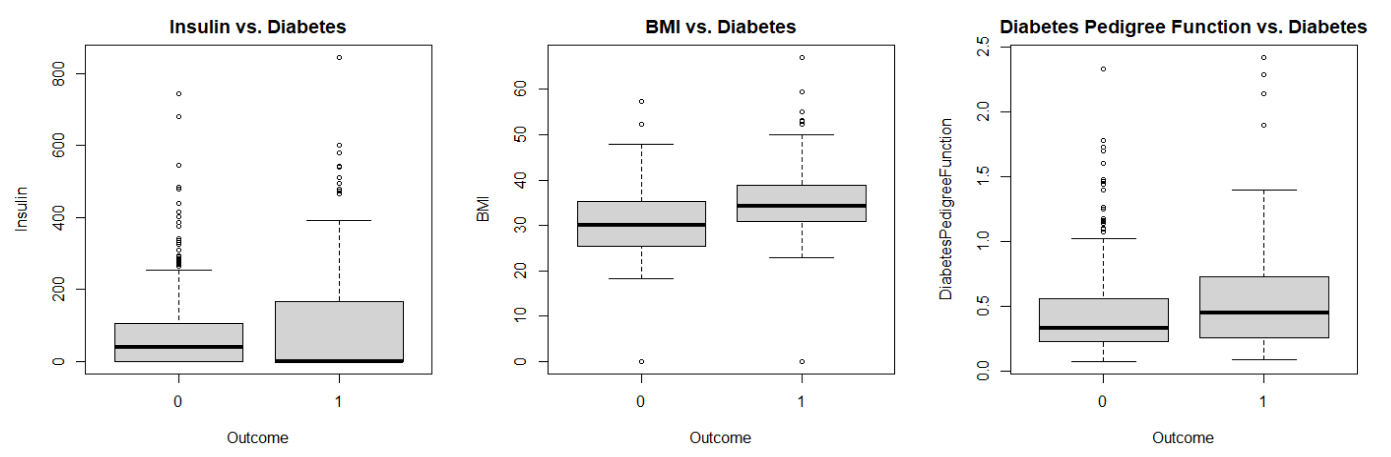 Insulin vs. Diabetes
Insulin
800
600
400
200
0
0 1
Outcome
BMI vs. Diabetes
BMI
60
50
40
30
20
10
0
0 1
Outcome
Diabetes Pedigree Function vs. Diabetes
DiabetesPedigreeFunction
2.5
2.0
1.5
1.0
0.5
0.0
0 1
Outcome